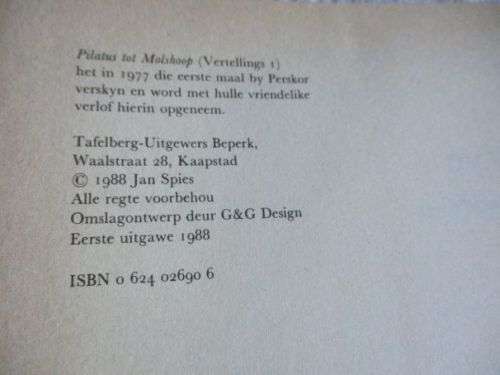 Pilatus tot Molshoop (Vertellings 1)
het in 1977 die eerste maal by Perskor
verskyn en word met hulle vriendelike
verlof hierin opgeneem.
Tafelberg-Uitgewers Beperk,
Waalstraat 28, Kaapstad
© 1988 Jan Spies
Alle regte voorbehou
Omslagontwerp deur G&G Design
Eerste uitgawe 1988
ISBN 0 624 02690 6